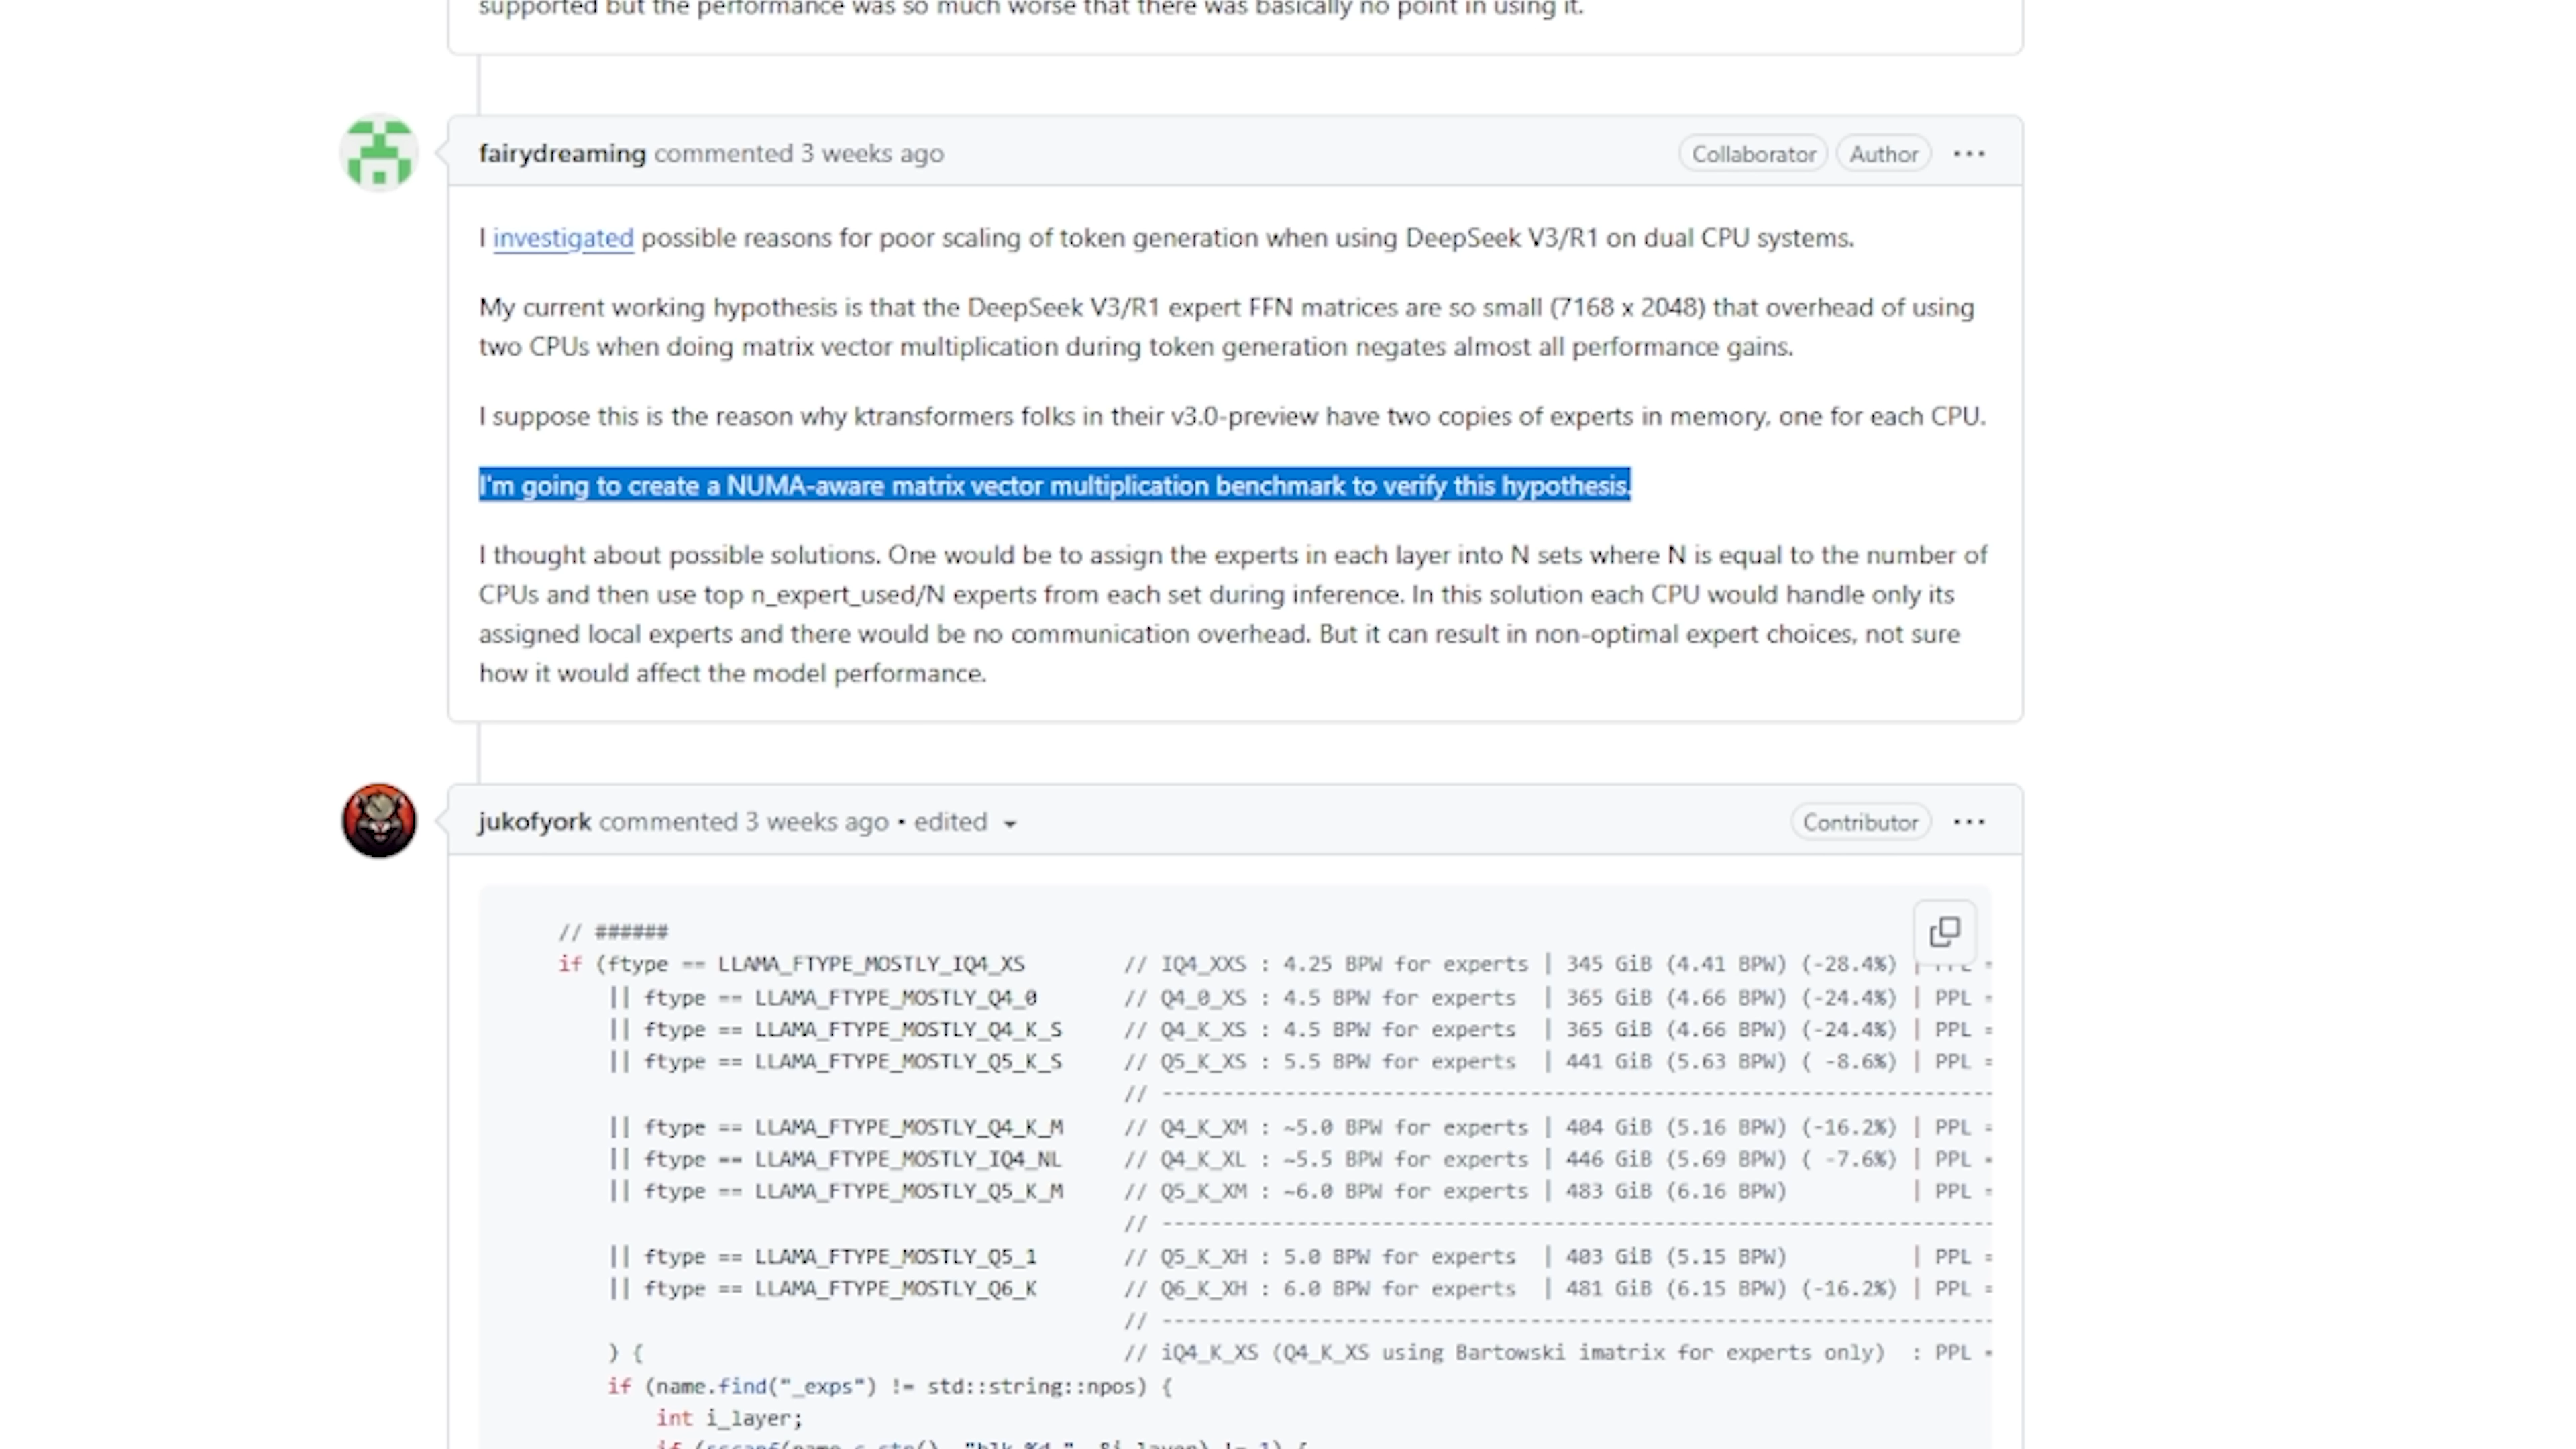 supported but the performance was so much worse that there was basically no point in using it.
fairydreaming commented 3 weeks ago
Collaborator
Author
I investigated possible reasons for poor scaling of token generation when using DeepSeek V3/R1 on dual CPU systems.
My current working hypothesis is that the DeepSeek V3/R1 expert FFN matrices are so small (7168 x 2048) that overhead of using
two CPUs when doing matrix vector multiplication during token generation negates almost all performance gains.
I suppose this is the reason why ktransformers folks in their v3.0-preview have two copies of experts in memory, one for each CPU.
I'm going to create a NUMA-aware matrix vector multiplication benchmark to verify this hypothesis.
I thought about possible solutions. One would be to assign the experts in each layer into N sets where N is equal to the number of
CPUs and then use top n_expert_used/N experts from each set during inference. In this solution each CPU would handle only its
assigned local experts and there would be no communication overhead. But it can result in non-optimal expert choices, not sure
how it would affect the model performance.
jukofyork commented 3 weeks ago • edited
Contributor
// ######
if (ftype == LLAMA_FTYPE_MOSTLY_IQ4_XS // IQ4_XXS : 4.25 BPW for experts | 345 GiB (4.41 BPW) (-28.4%) |
|| ftype == LLAMA_FTYPE_MOSTLY_Q4_0 // Q4_0_XS : 4.5 BPW for experts | 365 GiB (4.66 BPW) (-24.4%) | PPL =
|| ftype == LLAMA_FTYPE_MOSTLY_Q4_K_S // Q4_K_XS : 4.5 BPW for experts | 365 GiB (4.66 BPW) (-24.4%) | PPL =
|| ftype == LLAMA_FTYPE_MOSTLY_Q5_K_S // Q5_K_XS : 5.5 BPW for experts | 441 GiB (5.63 BPW) ( -8.6%) | PPL =
// --------------------------------------------------------------------
|| ftype == LLAMA_FTYPE_MOSTLY_Q4_K_M // Q4_K_XM : ~5.0 BPW for experts | 404 GiB (5.16 BPW) (-16.2%) | PPL =
|| ftype == LLAMA_FTYPE_MOSTLY_IQ4_NL // Q4_K_XL : ~5.5 BPW for experts | 446 GiB (5.69 BPW) ( -7.6%) | PPL =
|| ftype == LLAMA_FTYPE_MOSTLY_Q5_K_M // Q5_K_XM : ~6.0 BPW for experts | 483 GiB (6.16 BPW) | PPL =
// --------------------------------------------------------------------
|| ftype == LLAMA_FTYPE_MOSTLY_Q5_1 // Q5_K_XH : 5.0 BPW for experts | 403 GiB (5.15 BPW) | PPL =
|| ftype == LLAMA_FTYPE_MOSTLY_Q6_K // Q6_K_XH : 6.0 BPW for experts | 481 GiB (6.15 BPW) (-16.2%) | PPL =
// --------------------------------------------------------------------
) { // iQ4_K_XS (Q4_K_XS using Bartowski imatrix for experts only) : PPL =
if (name.find("_exps") != std::string::npos) {
int i_layer;